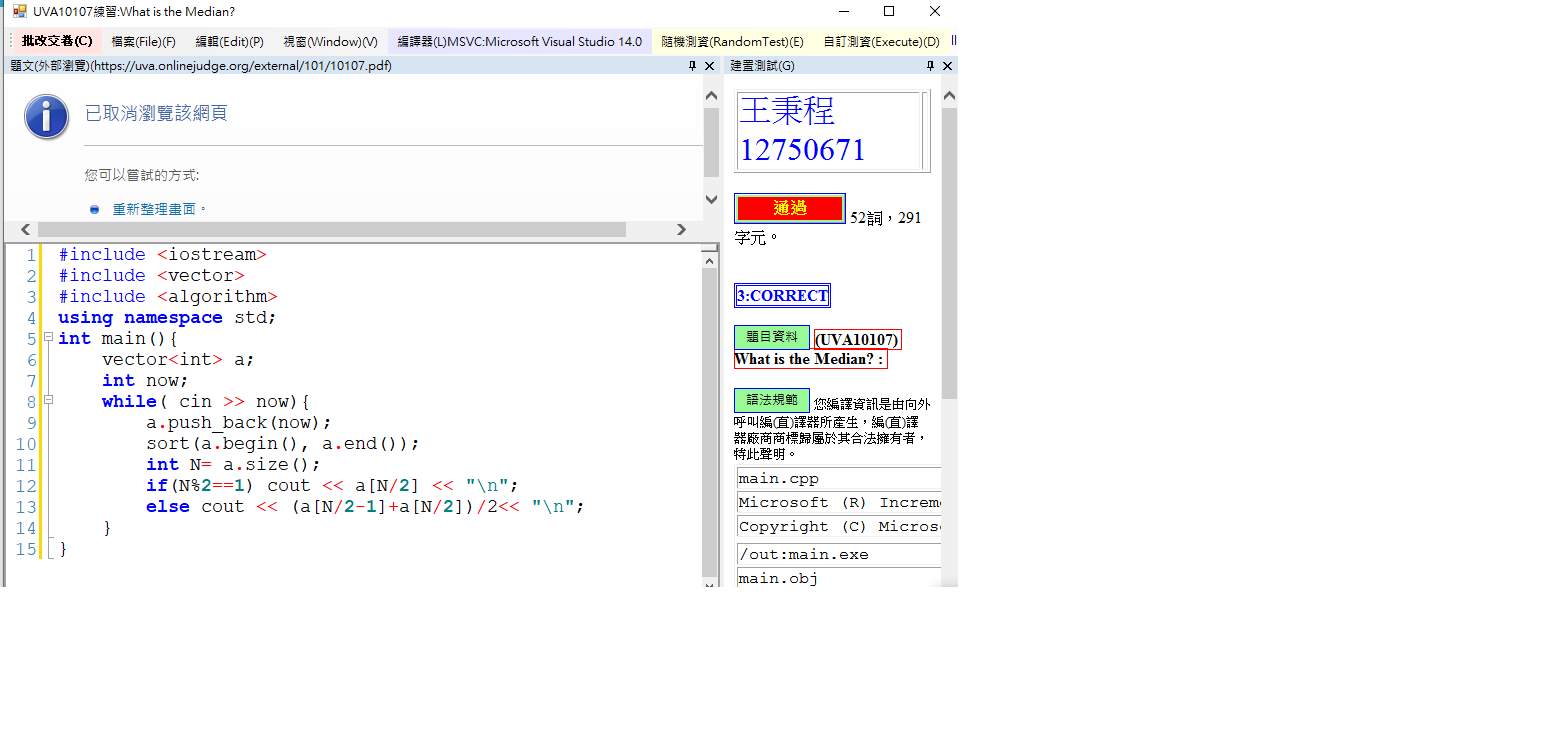 UVA10107練習:What is the Median?
批改交卷(C) 檔案(File)(F) 編輯(Edit)(P) 視窗(Window)(V) 編譯器(L)MSVC:Microsoft Visual Studio 14.0 隨機測資(RandomTest)(E) 自訂測資(Execute)(D)
題文(外部瀏覽)(https://uva.onlinejudge.org/external/101/10107.pdf)
已取消瀏覽該網頁
您可以嘗試的方式:
重新整理畫面。
1 #include <iostream>
2 #include <vector>
3 #include <algorithm>
4 using namespace std;
5 int main(){
6 vector<int> a;
7 int now;
8 while( cin >> now){
9 a.push_back(now);
10 sort(a.begin(), a.end());
11 int N= a.size();
12 if(N%2==1) cout << a[N/2] << "\n";
13 else cout << (a[N/2-1]+a[N/2])/2<< "\n";
14 }
15 }
建置測試(G)
王秉程
12750671
通過 52詞，291
字元。
3:CORRECT
題目資料 (UVA10107)
What is the Median? :
語法規範 您編譯資訊是由向外
呼叫編(直)譯器所產生，編(直)譯
器廠商商標歸屬於其合法擁有者，
特此聲明。
main.cpp
Microsoft (R) Increme
Copyright (C) Micros
/out:main.exe
main.obj